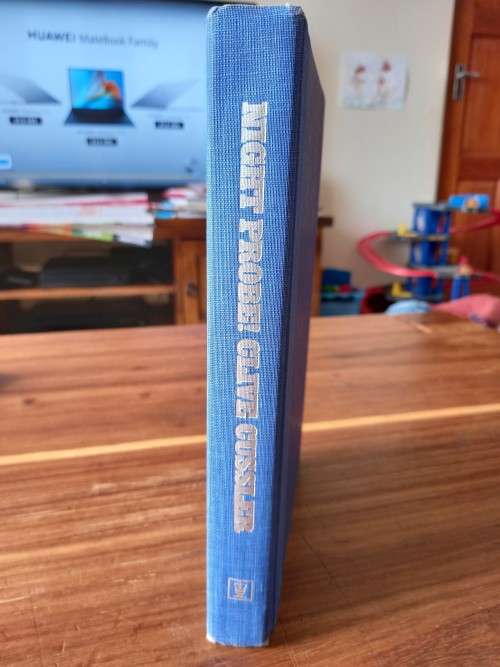 HUAWEI MateBook Family
NIGHT PROBE! CLIVE CUSSLER